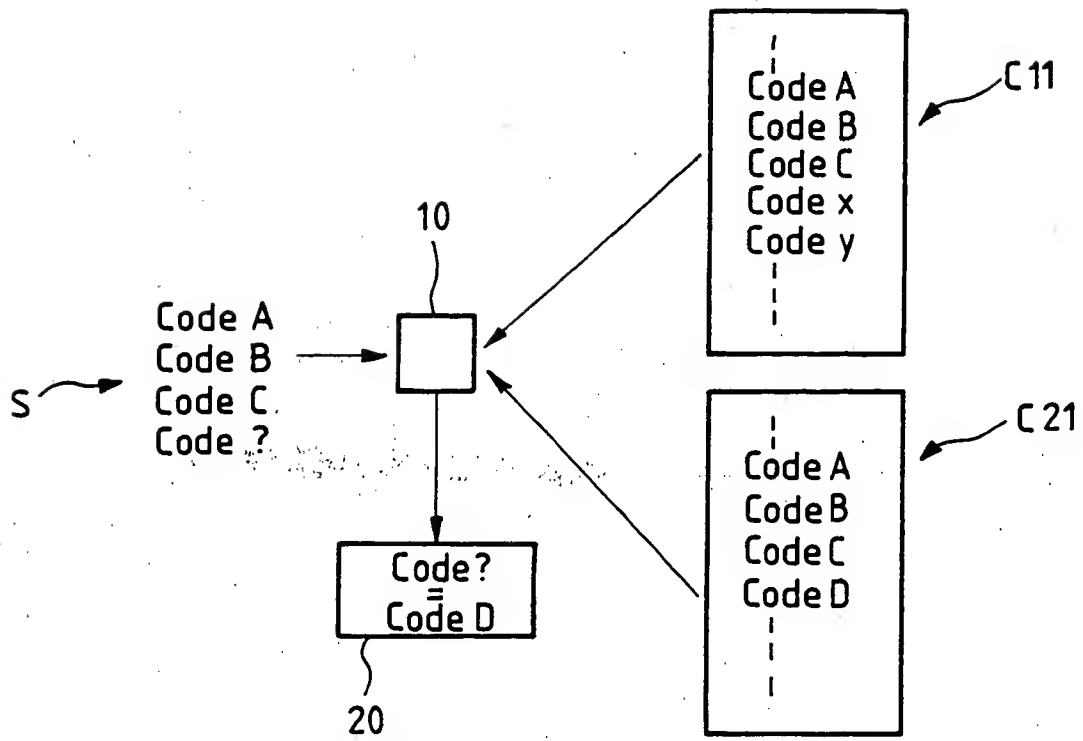 10
S
Code A
Code B
Code C
Code ?
Code?
=
Code D
20
Code A
Code B
Code C
Code x
Code y
C11
Code A
Code B
Code C
Code D
C21